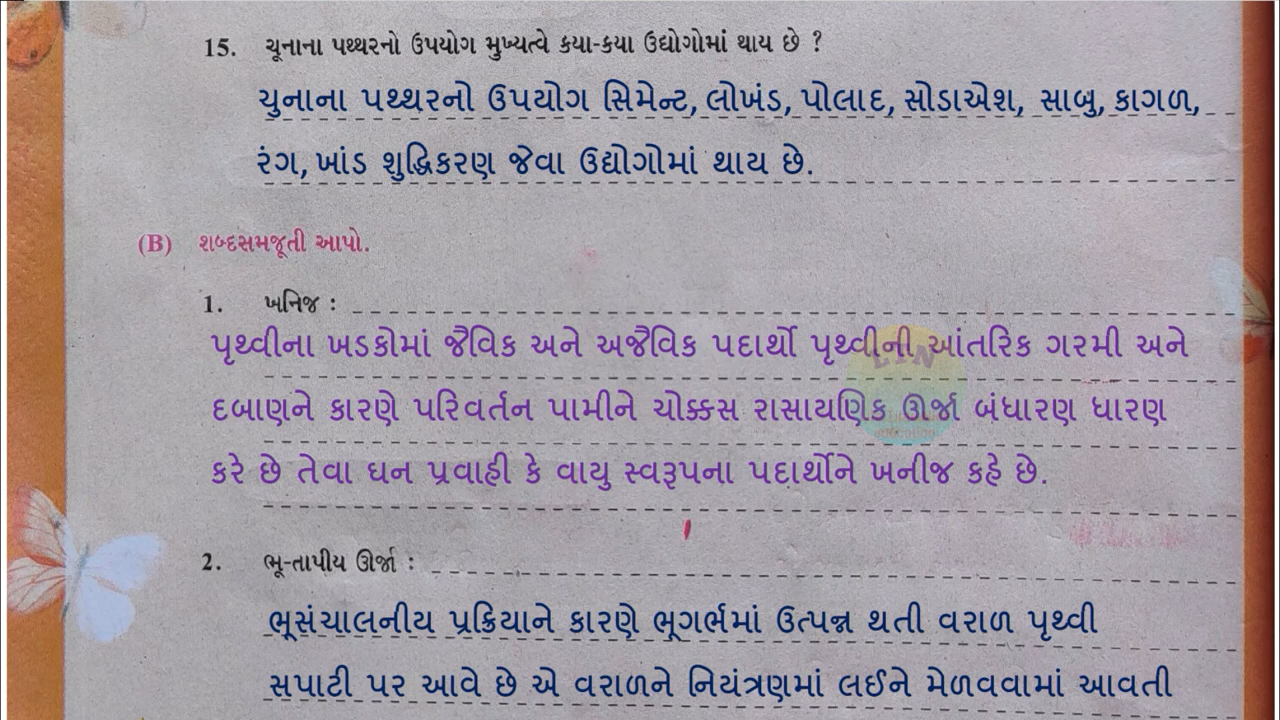 15. ચૂનાના પથ્થરનો ઉપયોગ મુખ્યત્વે કયા-કયા ઉદ્યોગોમાં થાય છે ?
ચુનાના પથ્થરનો ઉપયોગ સિમેન્ટ, લોખંડ, પોલાદ, સોડાએશ, સાબુ, કાગળ,
રંગ, ખાંડ શુદ્ધિકરણ જેવા ઉદ્યોગોમાં થાય છે.
(B) શબ્દસમજૂતી આપો.
1. ખનિજ :
પૃથ્વીના ખડકોમાં જૈવિક અને અજૈવિક પદાર્થો પૃથ્વીની આંતરિક ગરમી અને
દબાણને કારણે પરિવર્તન પામીને ચોક્કસ રાસાયણિક ઊર્જા બંધારણ ધારણ
કરે છે તેવા ઘન પ્રવાહી કે વાયુ સ્વરૂપના પદાર્થોને ખનીજ કહે છે.
2. ભૂ-તાપીય ઊર્જા :
ભૂસંચાલનીય પ્રક્રિયાને કારણે ભૂગર્ભમાં ઉત્પન્ન થતી વરાળ પૃથ્વી
સપાટી પર આવે છે એ વરાળને નિયંત્રણમાં લઈને મેળવવામાં આવતી